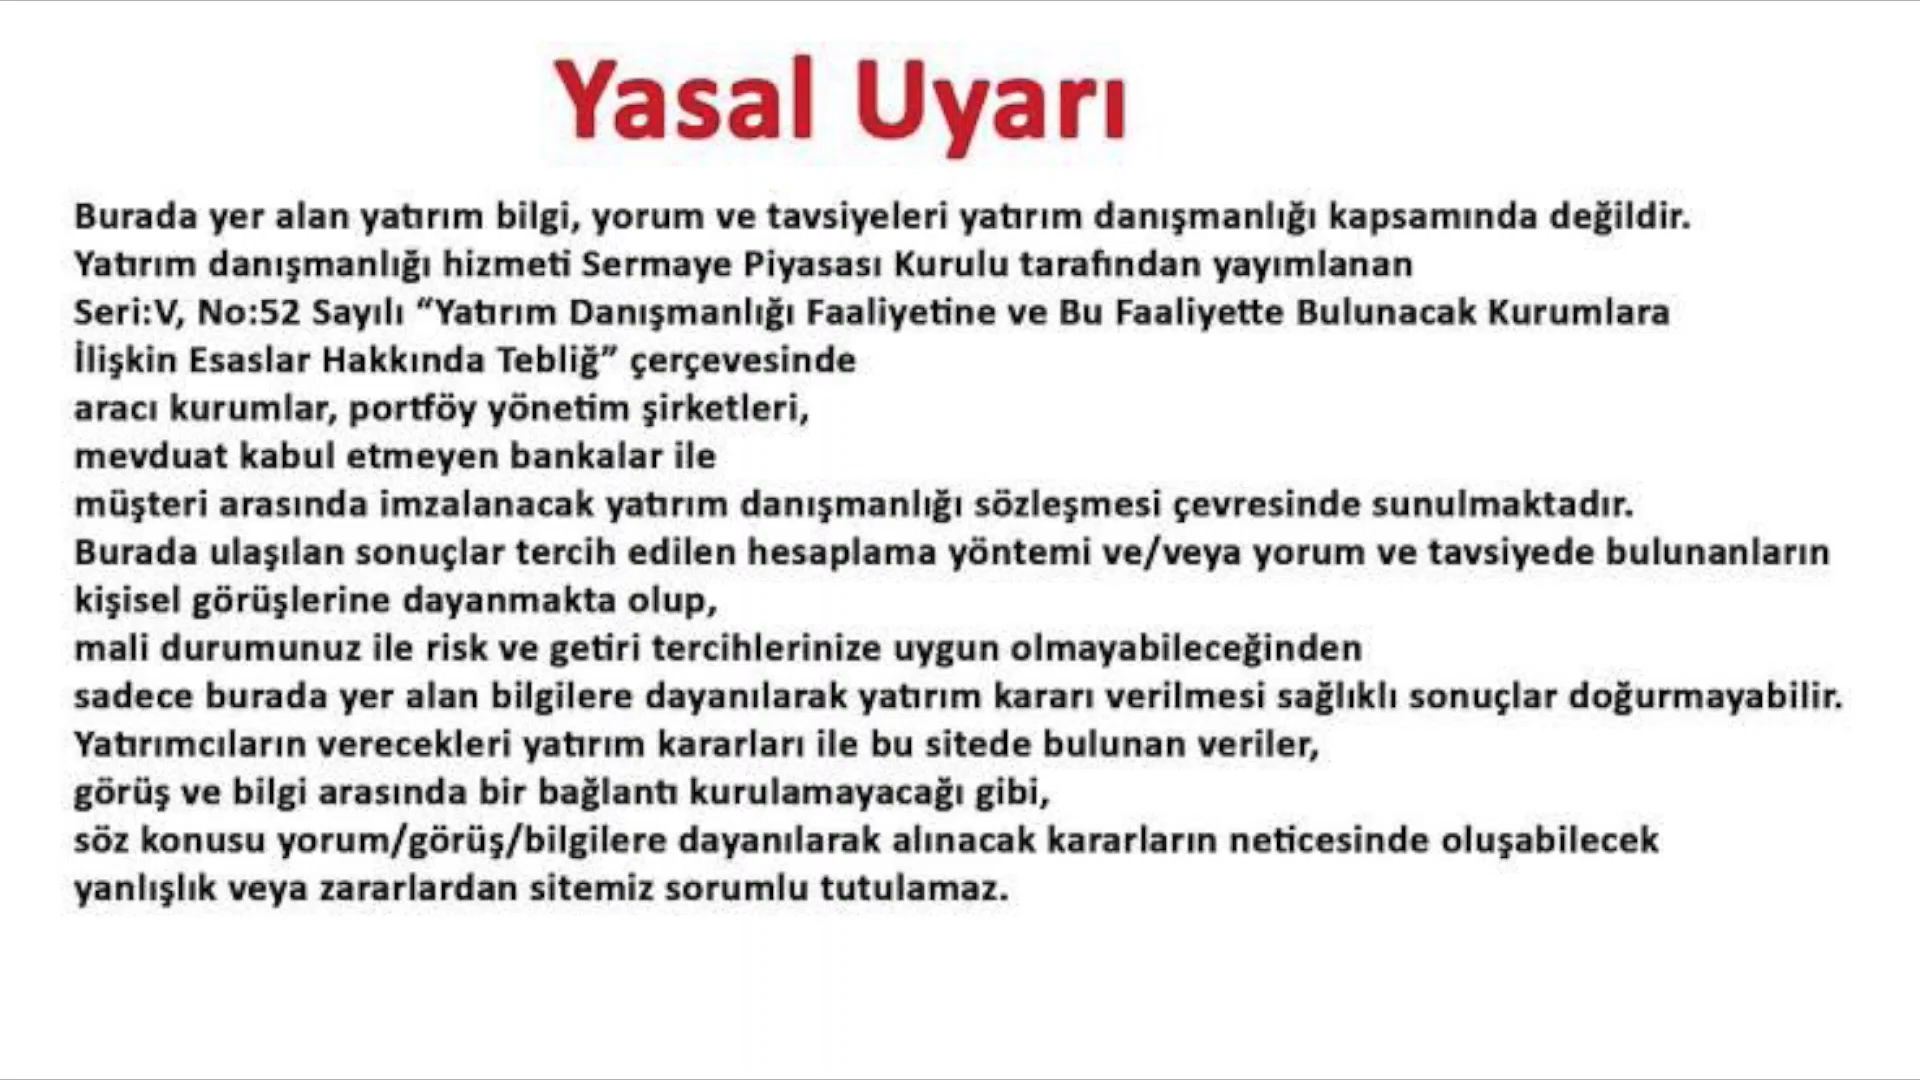 Yasal Uyarı
Burada yer alan yatırım bilgi, yorum ve tavsiyeleri yatırım danışmanlığı kapsamında değildir.
Yatırım danışmanlığı hizmeti Sermaye Piyasası Kurulu tarafından yayımlanan
Seri:V, No:52 Sayılı “Yatırım Danışmanlığı Faaliyetine ve Bu Faaliyette Bulunacak Kurumlara
İlişkin Esaslar Hakkında Tebliğ” çerçevesinde
aracı kurumlar, portföy yönetim şirketleri,
mevduat kabul etmeyen bankalar ile
müşteri arasında imzalanacak yatırım danışmanlığı sözleşmesi çevresinde sunulmaktadır.
Burada ulaşılan sonuçlar tercih edilen hesaplama yöntemi ve/veya yorum ve tavsiyede bulunanların
kişisel görüşlerine dayanmakta olup,
mali durumunuz ile risk ve getiri tercihlerinize uygun olmayabileceğinden
sadece burada yer alan bilgilere dayanılarak yatırım kararı verilmesi sağlıklı sonuçlar doğurmayabilir.
Yatırımcıların verecekleri yatırım kararları ile bu sitede bulunan veriler,
görüş ve bilgi arasında bir bağlantı kurulamayacağı gibi,
söz konusu yorum/görüş/bilgilere dayanılarak alınacak kararların neticesinde oluşabilecek
yanlışlık veya zararlardan sitemiz sorumlu tutulamaz.